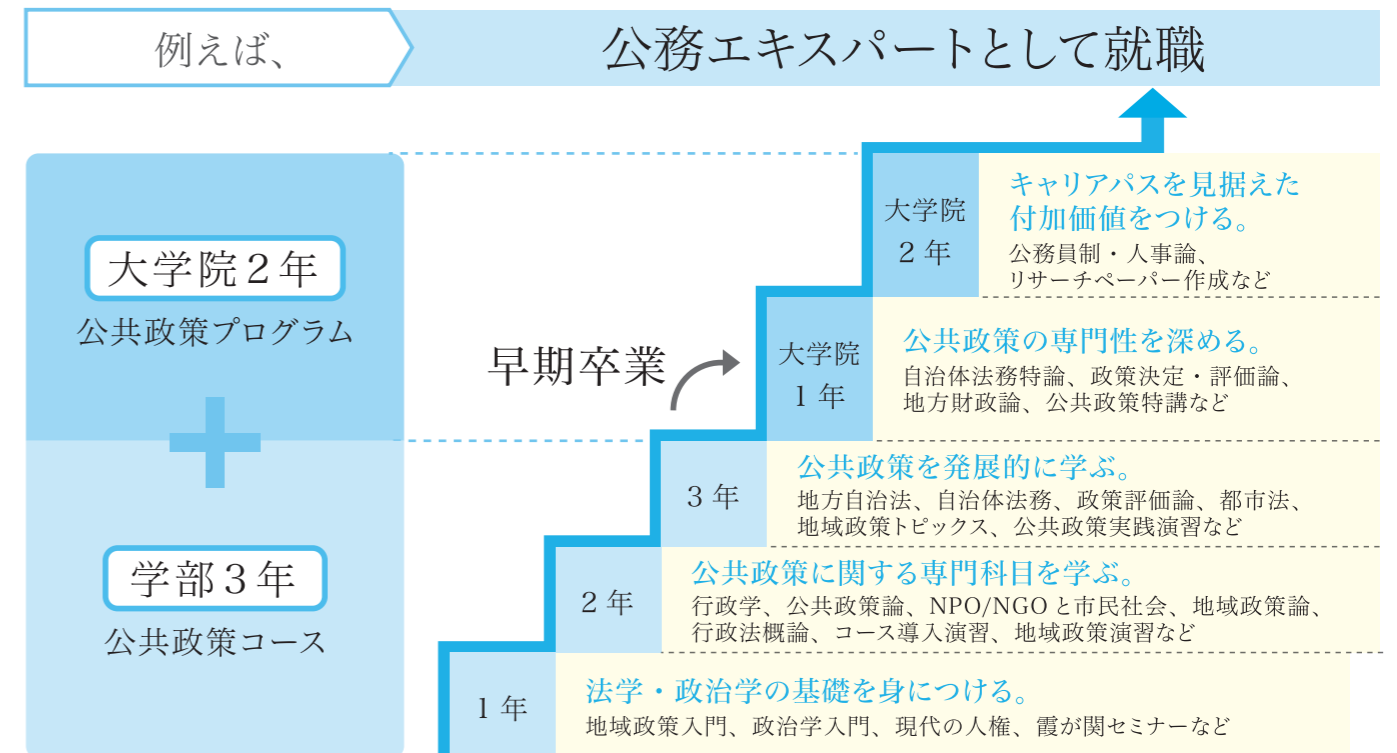 例えば、
公務エキスパートとして就職
大学院2年
公共政策プログラム
+
学部3年
公共政策コース
早期卒業
大学院
2 年
キャリアパスを見据えた
付加価値をつける。
公務員制・人事論、
リサーチペーパー作成など
大学院
1 年
公共政策の専門性を深める。
自治体法務特論、政策決定・評価論、
地方財政論、公共政策特講など
3 年
公共政策を発展的に学ぶ。
地方自治法、自治体法務、政策評価論、都市法、
地域政策トピックス、公共政策実践演習など
2 年
公共政策に関する専門科目を学ぶ。
行政学、公共政策論、NPO/NGOと市民社会、地域政策論、
行政法概論、コース導入演習、地域政策演習など
1 年
法学・政治学の基礎を身につける。
地域政策入門、政治学入門、現代の人権、霞が関セミナーなど